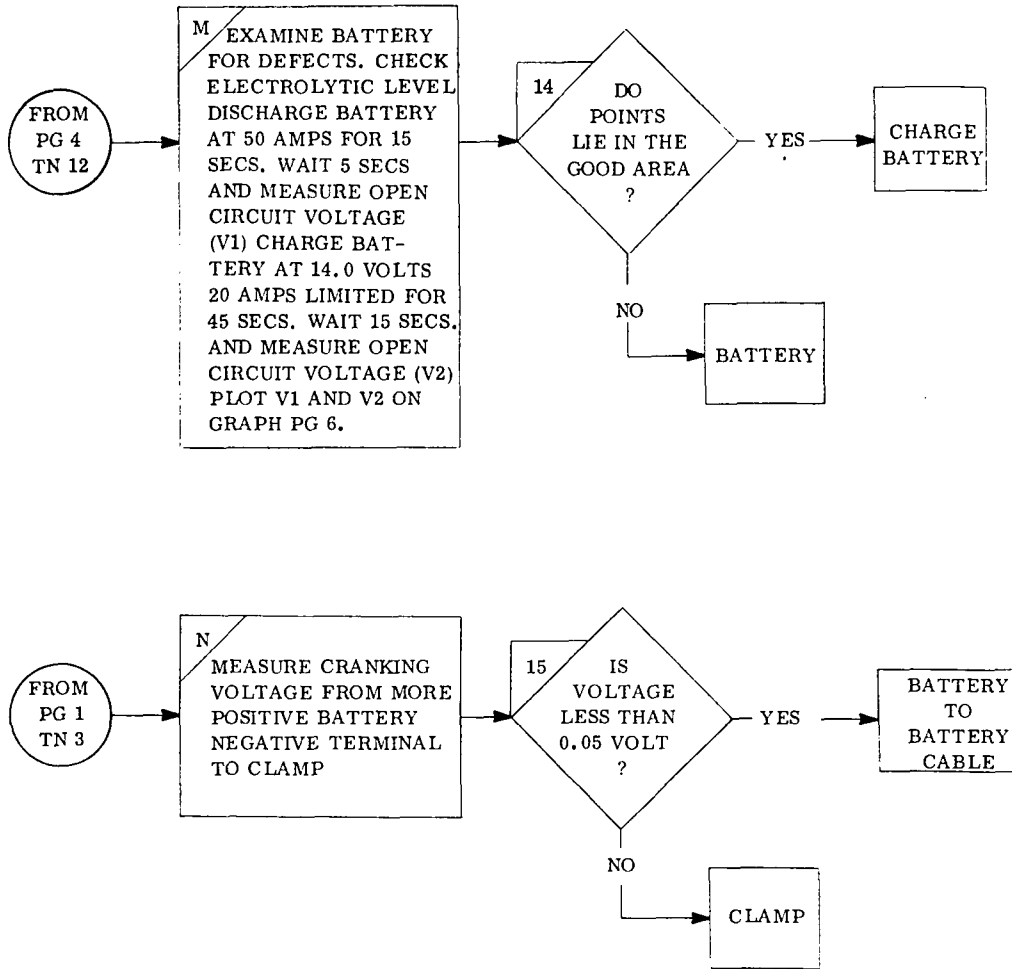 FROM
PG 4
TN 12
M
EXAMINE BATTERY
FOR DEFECTS. CHECK
ELECTROLYTIC LEVEL
DISCHARGE BATTERY
AT 50 AMPS FOR 15
SECS. WAIT 5 SECS
AND MEASURE OPEN
CIRCUIT VOLTAGE
(V1) CHARGE BAT-
TERY AT 14.0 VOLTS
20 AMPS LIMITED FOR
45 SECS. WAIT 15 SECS.
AND MEASURE OPEN
CIRCUIT VOLTAGE (V2)
PLOT V1 AND V2 ON
GRAPH PG 6.
14
DO
POINTS
LIE IN THE
GOOD AREA
?
YES
CHARGE
BATTERY
NO
BATTERY
FROM
PG 1
TN 3
N
MEASURE CRANKING
VOLTAGE FROM MORE
POSITIVE BATTERY
NEGATIVE TERMINAL
TO CLAMP
15
IS
VOLTAGE
LESS THAN
0.05 VOLT
?
YES
BATTERY
TO
BATTERY
CABLE
NO
CLAMP